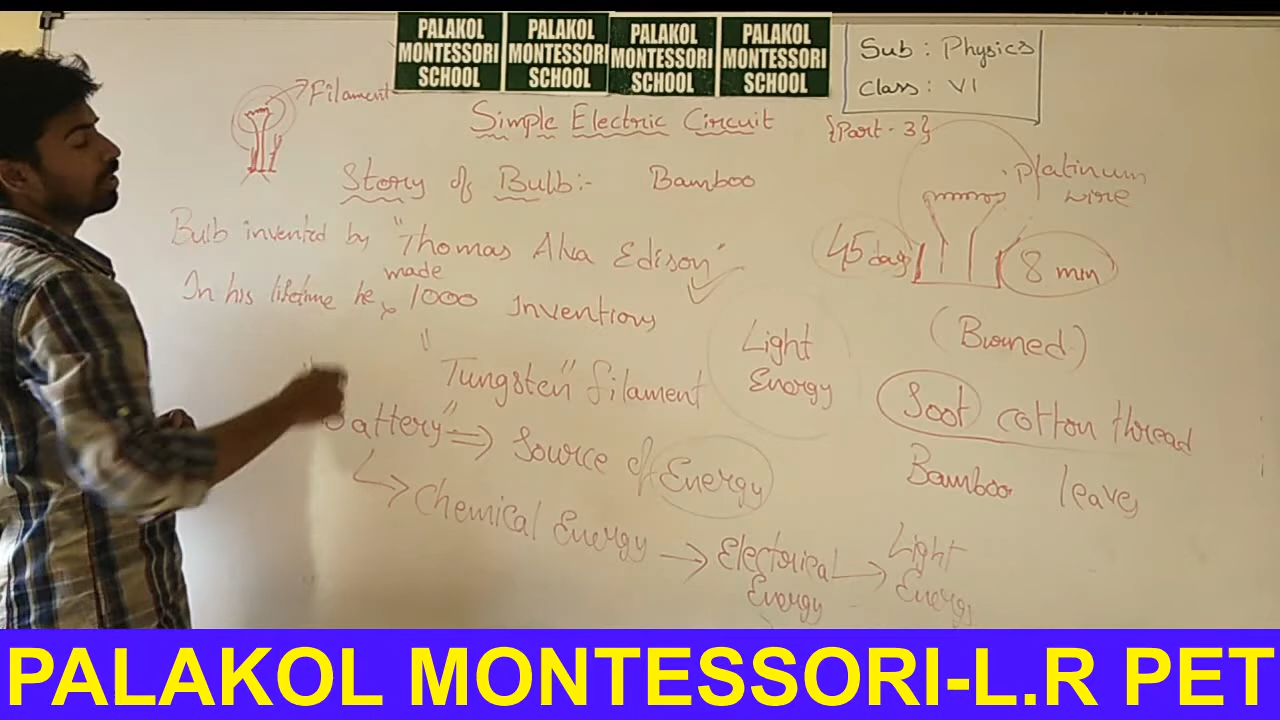 PALAKOL MONTESSORI SCHOOL
PALAKOL MONTESSORI SCHOOL
PALAKOL MONTESSORI SCHOOL
PALAKOL MONTESSORI SCHOOL
Sub : Physics
Class : VI
Filament
Simple Electric Circuit {Part - 3}
Story of Bulb:- Bamboo
platinum wire
Bulb invented by "Thomas Alva Edison"
45 days
8 min
made
In his lifetime he 1000 Inventions
(Burned)
Light Energy
"Tungsten" filament
Soot cotton thread
Battery" => Source of Energy
Bamboo leaves
Chemical Energy → Electrical Energy → Light Energy
PALAKOL MONTESSORI-L.R PET